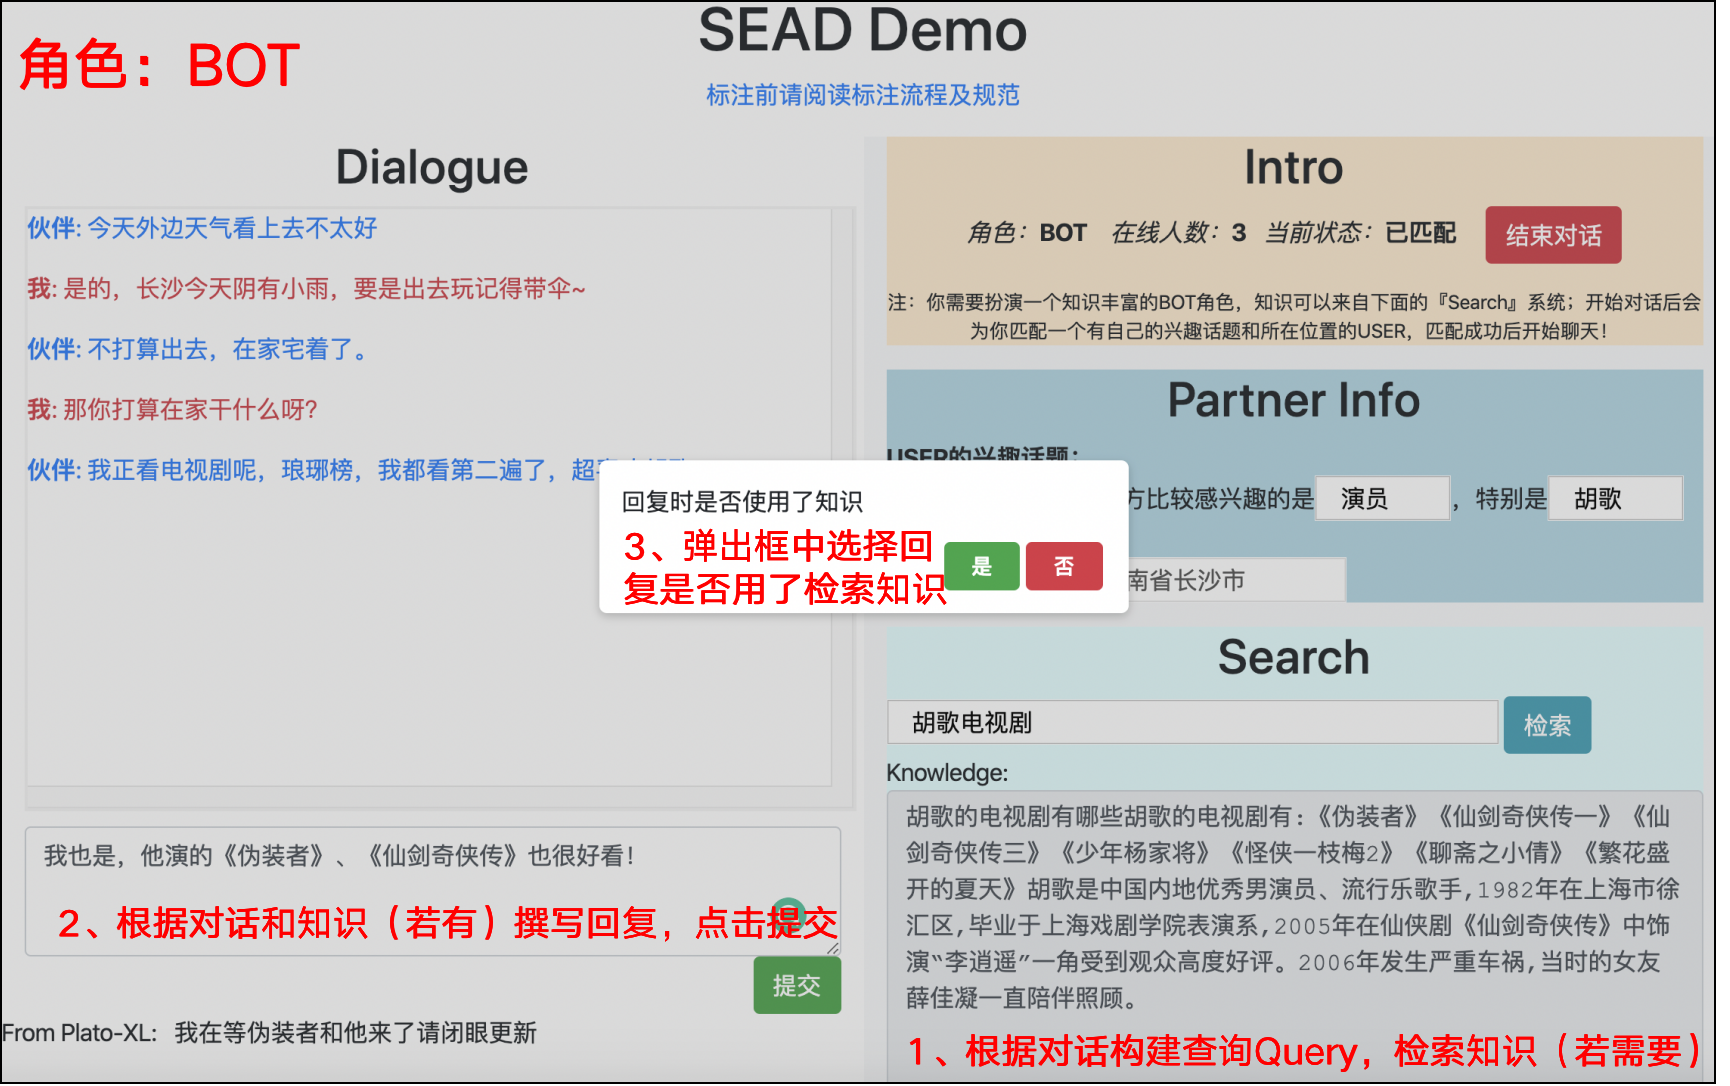 SEAD Demo
角色：BOT
标注前请阅读标注流程及规范
Dialogue
伙伴: 今天外边天气看上去不太好
我: 是的，长沙今天阴有小雨，要是出去玩记得带伞~
伙伴: 不打算出去，在家宅着了。
我: 那你打算在家干什么呀?
伙伴: 我正看电视剧呢，琅琊榜，我都看第二遍了，超
我也是，他演的《伪装者》、《仙剑奇侠传》也很好看！
2、根据对话和知识（若有）撰写回复，点击提交
提交
From Plato-XL: 我在等伪装者和他来了请闭眼更新
回复时是否使用了知识
3、弹出框中选择回
复是否用了检索知识
是
否
Intro
角色：BOT 在线人数：3 当前状态：已匹配
结束对话
注：你需要扮演一个知识丰富的BOT角色，知识可以来自下面的『Search』系统；开始对话后会
为你匹配一个有自己的兴趣话题和所在位置的USER，匹配成功后开始聊天！
Partner Info
USER的兴趣话题：
方比较感兴趣的是 演员 ，特别是 胡歌
南省长沙市
Search
胡歌电视剧
检索
Knowledge:
胡歌的电视剧有哪些胡歌的电视剧有:《伪装者》《仙剑奇侠传一》《仙
剑奇侠传三》《少年杨家将》《怪侠一枝梅2》《聊斋之小倩》《繁花盛
开的夏天》胡歌是中国内地优秀男演员、流行乐歌手,1982年在上海市徐
汇区,毕业于上海戏剧学院表演系,2005年在仙侠剧《仙剑奇侠传》中饰
演“李逍遥”一角受到观众高度好评。2006年发生严重车祸,当时的女友
薛佳凝一直陪伴照顾。
1、根据对话构建查询Query，检索知识（若需要）